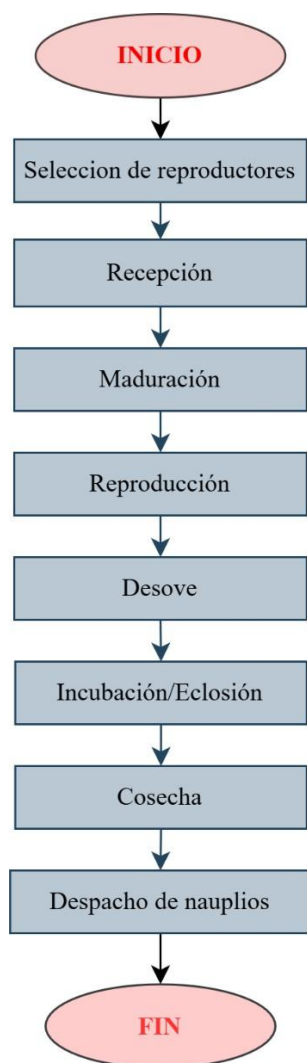 INICIO
Seleccion de reproductores
Recepción
Maduración
Reproducción
Desove
Incubación/Eclosión
Cosecha
Despacho de nauplios
FIN